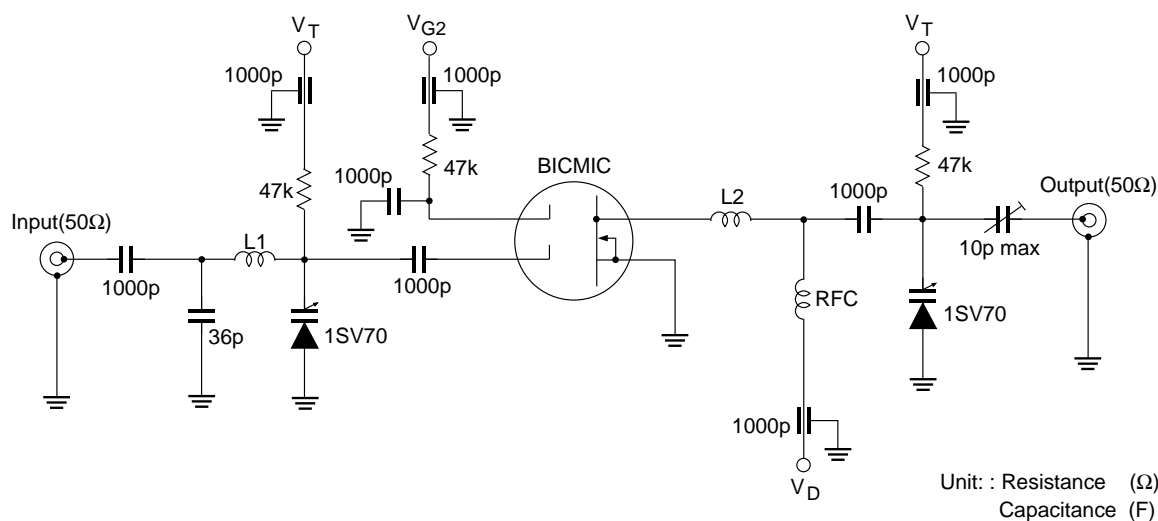 V_T
V_G2
V_T
1000p
1000p
1000p
47k
1000p
47k
BICMIC
47k
Input(50Ω)
L1
L2
1000p
Output(50Ω)
1000p
1000p
10p max
36p
1SV70
RFC
1SV70
1000p
V_D
Unit: : Resistance (Ω)
Capacitance (F)